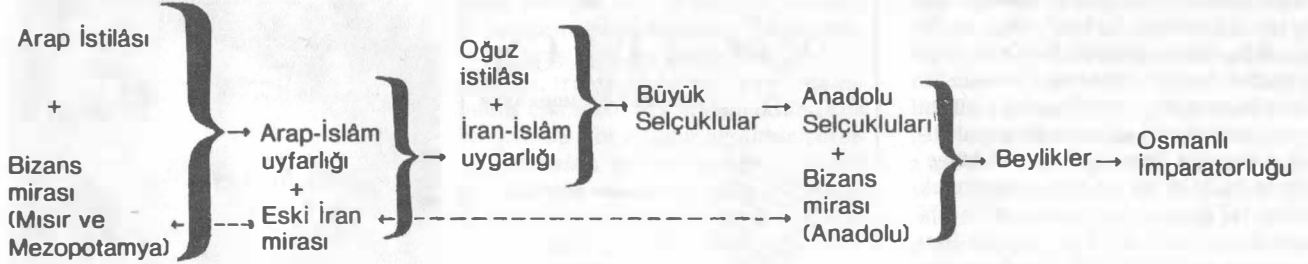 Arap İstilâsı
+
Bizans
mirası
(Mısır ve
Mezopotamya)
Arap-İslâm
uyfarlığı
+
Eski İran
mirası
Oğuz
istilâsı
+
İran-İslâm
uygarlığı
Büyük
Selçuklular
Anadolu
Selçukluları
+
Bizans
mirası
(Anadolu)
Beylikler
Osmanlı
İmparatorluğu